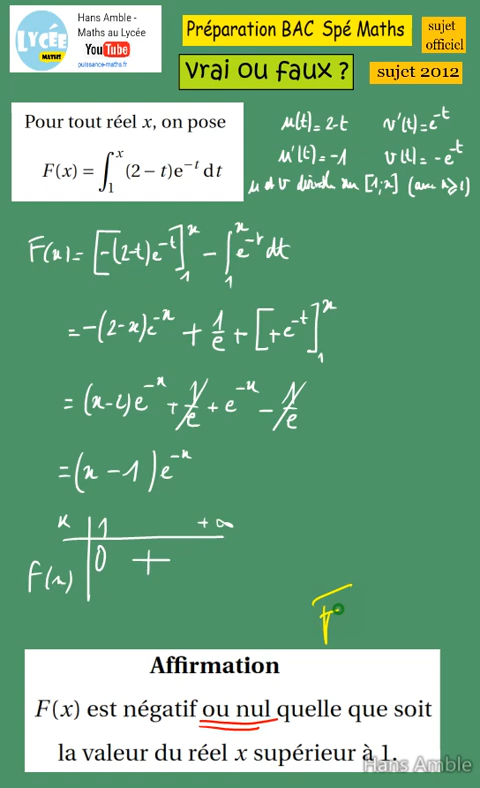 Hans Amble -
Maths au Lycée
YouTube
puissance-maths.fr
LYCÉE
MATHS
Préparation BAC Spé Maths
sujet
officiel
Vrai ou faux ?
sujet 2012
Pour tout réel x, on pose
F(x) = ∫₁ˣ (2 − t)e⁻ᵗ dt
u(t) = 2-t v'(t) = e^-t
u'(t) = -1 v(t) = -e^-t
u et v dérivables sur [1;x] (avec x⩾1)
F(x) = [-(2-t)e^-t]₁ˣ - ∫₁ˣ e^-t dt
= -(2-x)e^-x + 1/e + [+e^-t]₁ˣ
= (x-2)e^-x + 1/e + e^-x - 1/e
= (x - 1)e^-x
x 1 +∞
F(x) 0 +
F
Affirmation
F(x) est négatif ou nul quelle que soit
la valeur du réel x supérieur à 1.
Hans Amble